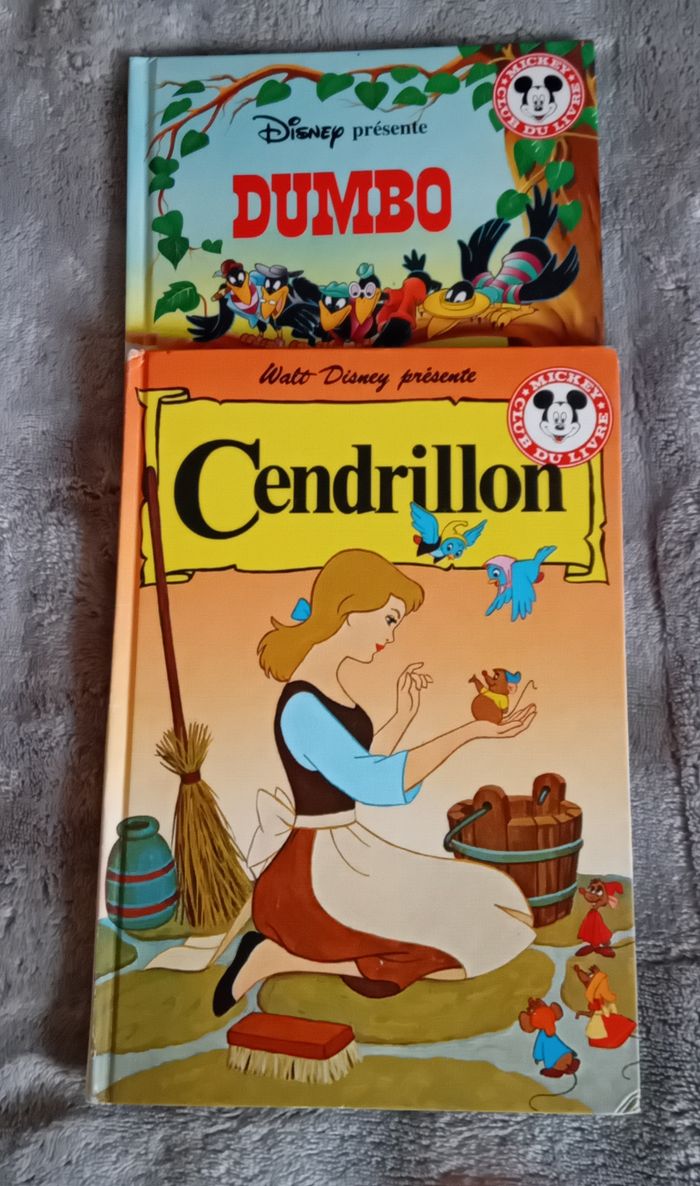 Disney présente
DUMBO
MICKEY
CLUB DU LIVRE
Walt Disney présente
Cendrillon
MICKEY
CLUB DU LIVRE